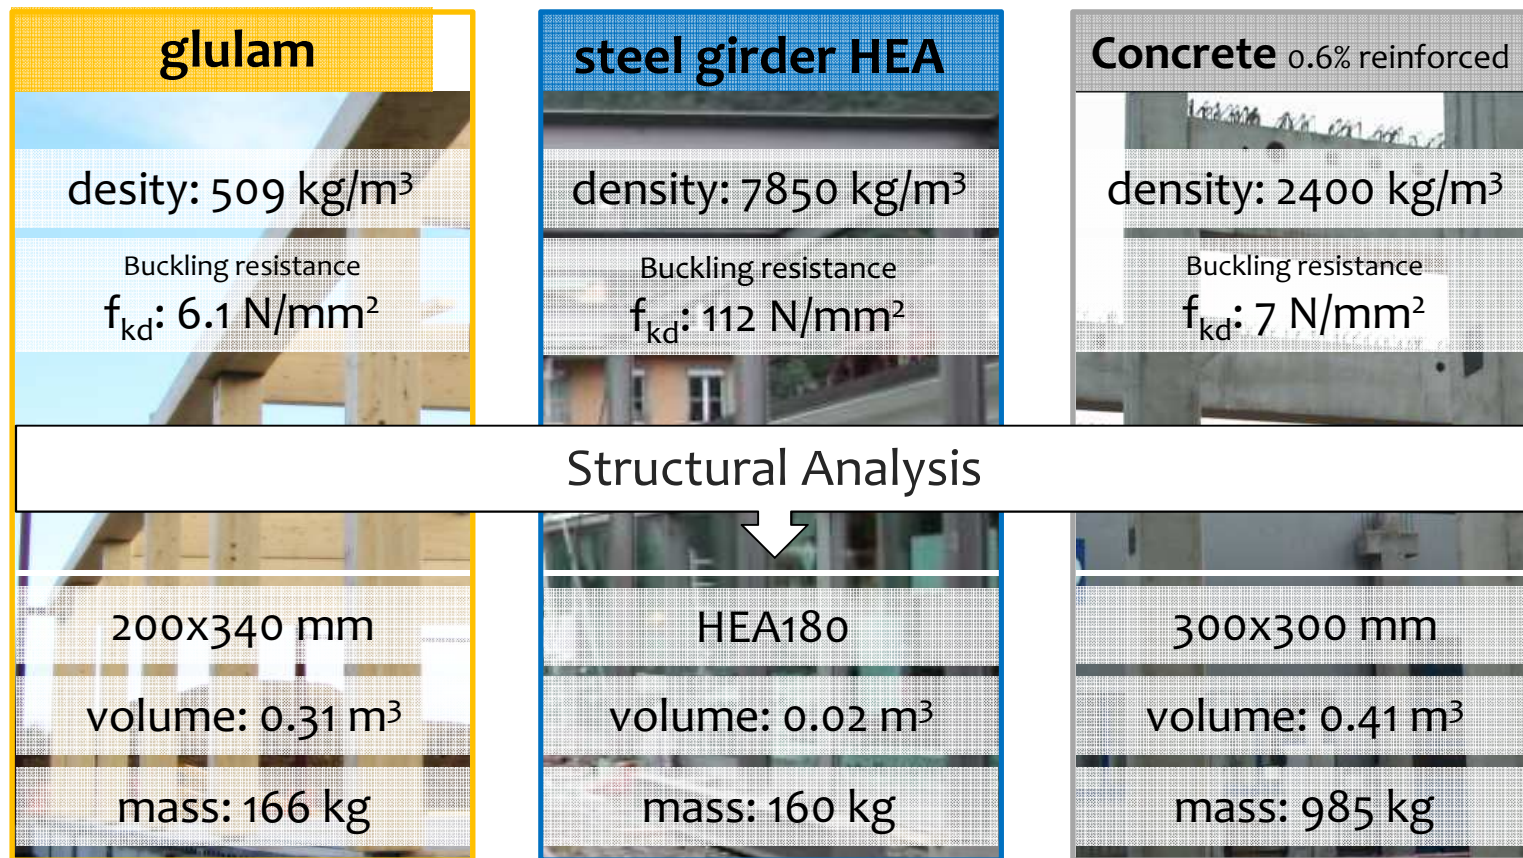 glulam
desity: 509 kg/m³
Buckling resistance
f_kd: 6.1 N/mm²
steel girder HEA
density: 7850 kg/m³
Buckling resistance
f_kd: 112 N/mm²
Concrete 0.6% reinforced
density: 2400 kg/m³
Buckling resistance
f_kd: 7 N/mm²
Structural Analysis
200x340 mm
volume: 0.31 m³
mass: 166 kg
HEA180
volume: 0.02 m³
mass: 160 kg
300x300 mm
volume: 0.41 m³
mass: 985 kg